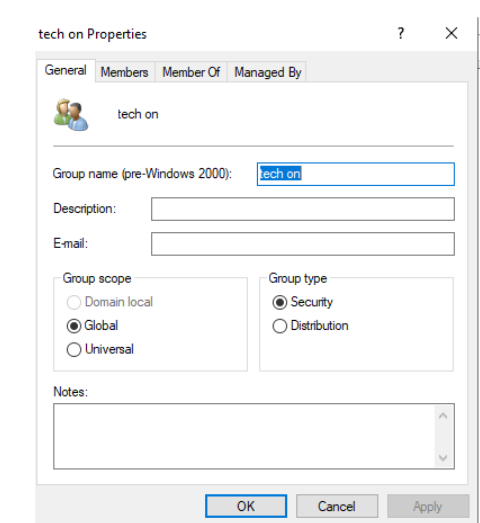 tech on Properties ? ×
General Members Member Of Managed By
tech on
Group name (pre-Windows 2000): tech on
Description:
E-mail:
Group scope Group type
Domain local Security
Global Distribution
Universal
Notes:
OK Cancel Apply